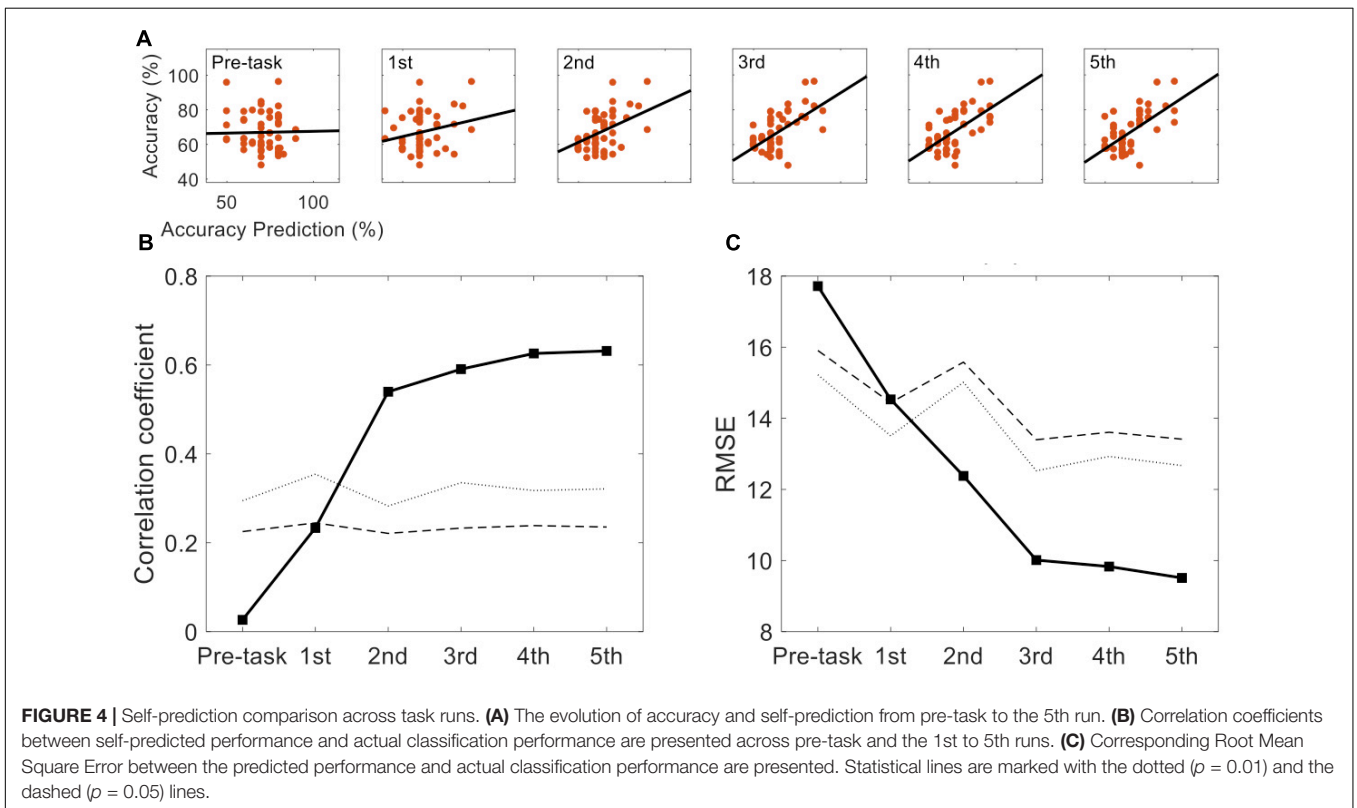 A
Pre-task 1st 2nd 3rd 4th 5th
Accuracy (%)
100
80
60
40
50 100
Accuracy Prediction (%)
B
Correlation coefficient
0.8
0.6
0.4
0.2
0
Pre-task 1st 2nd 3rd 4th 5th
C
RMSE
18
16
14
12
10
8
Pre-task 1st 2nd 3rd 4th 5th
FIGURE 4 | Self-prediction comparison across task runs. (A) The evolution of accuracy and self-prediction from pre-task to the 5th run. (B) Correlation coefficients
between self-predicted performance and actual classification performance are presented across pre-task and the 1st to 5th runs. (C) Corresponding Root Mean
Square Error between the predicted performance and actual classification performance are presented. Statistical lines are marked with the dotted (p = 0.01) and the
dashed (p = 0.05) lines.